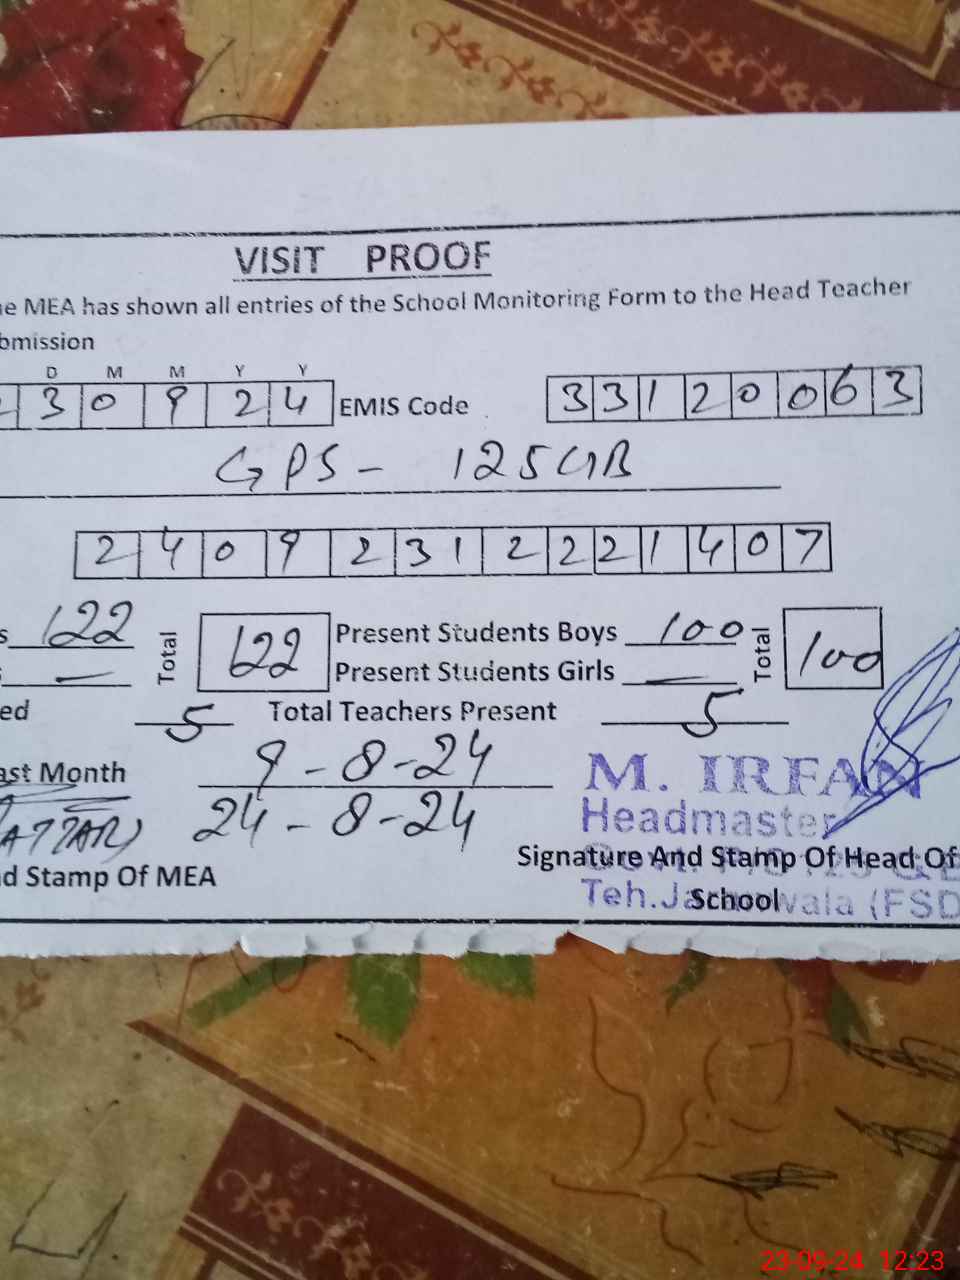 VISIT PROOF
he MEA has shown all entries of the School Monitoring Form to the Head Teacher
bmission
D M M Y Y
2 3 0 9 2 4 EMIS Code 3 3 1 2 0 0 6 3
GPS - 125GB
2 4 0 9 2 3 1 2 2 2 1 4 0 7
s 122 Total 122 Present Students Boys 100 Total 100
— Present Students Girls —
ed 5 Total Teachers Present 5
ast Month 9-8-24
24-8-24
M. IRFAN
Headmaster
d Stamp Of MEA
Signature And Stamp Of Head Of
School
Teh. (FSD
23-09-24 12:23